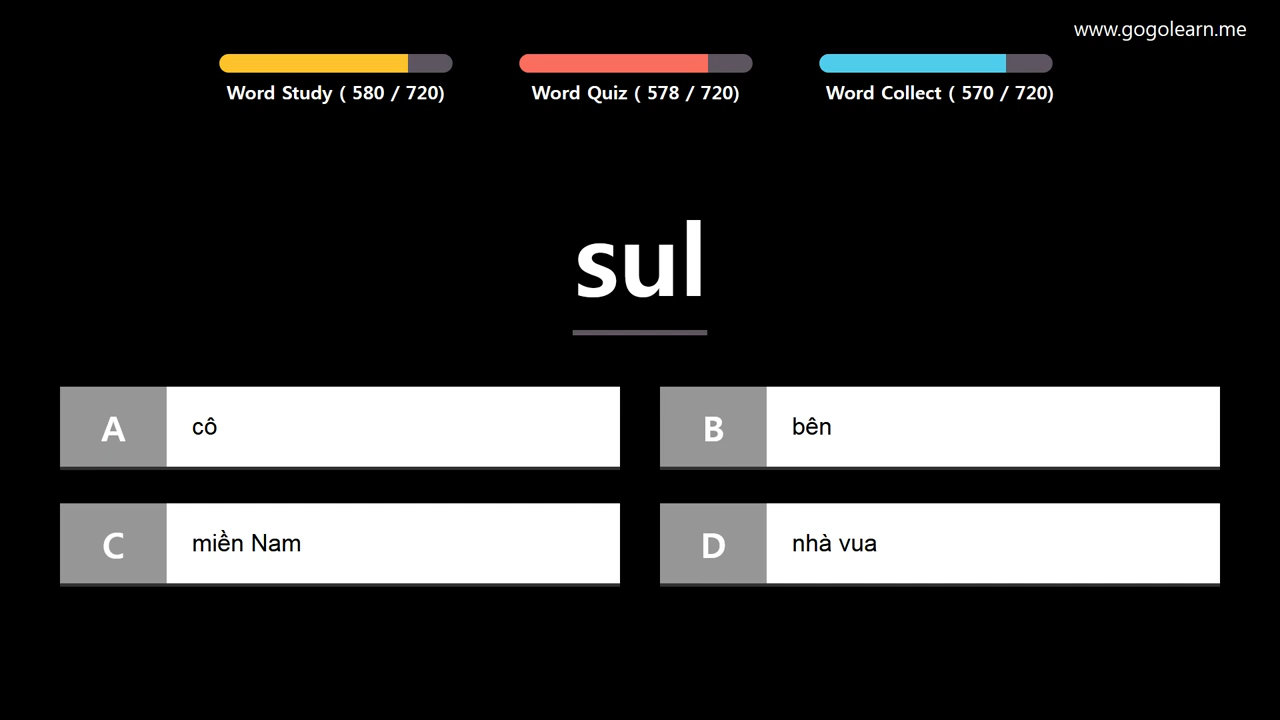 www.gogolearn.me
Word Study ( 580 / 720)
Word Quiz ( 578 / 720)
Word Collect ( 570 / 720)
sul
A
cô
B
bên
C
miền Nam
D
nhà vua